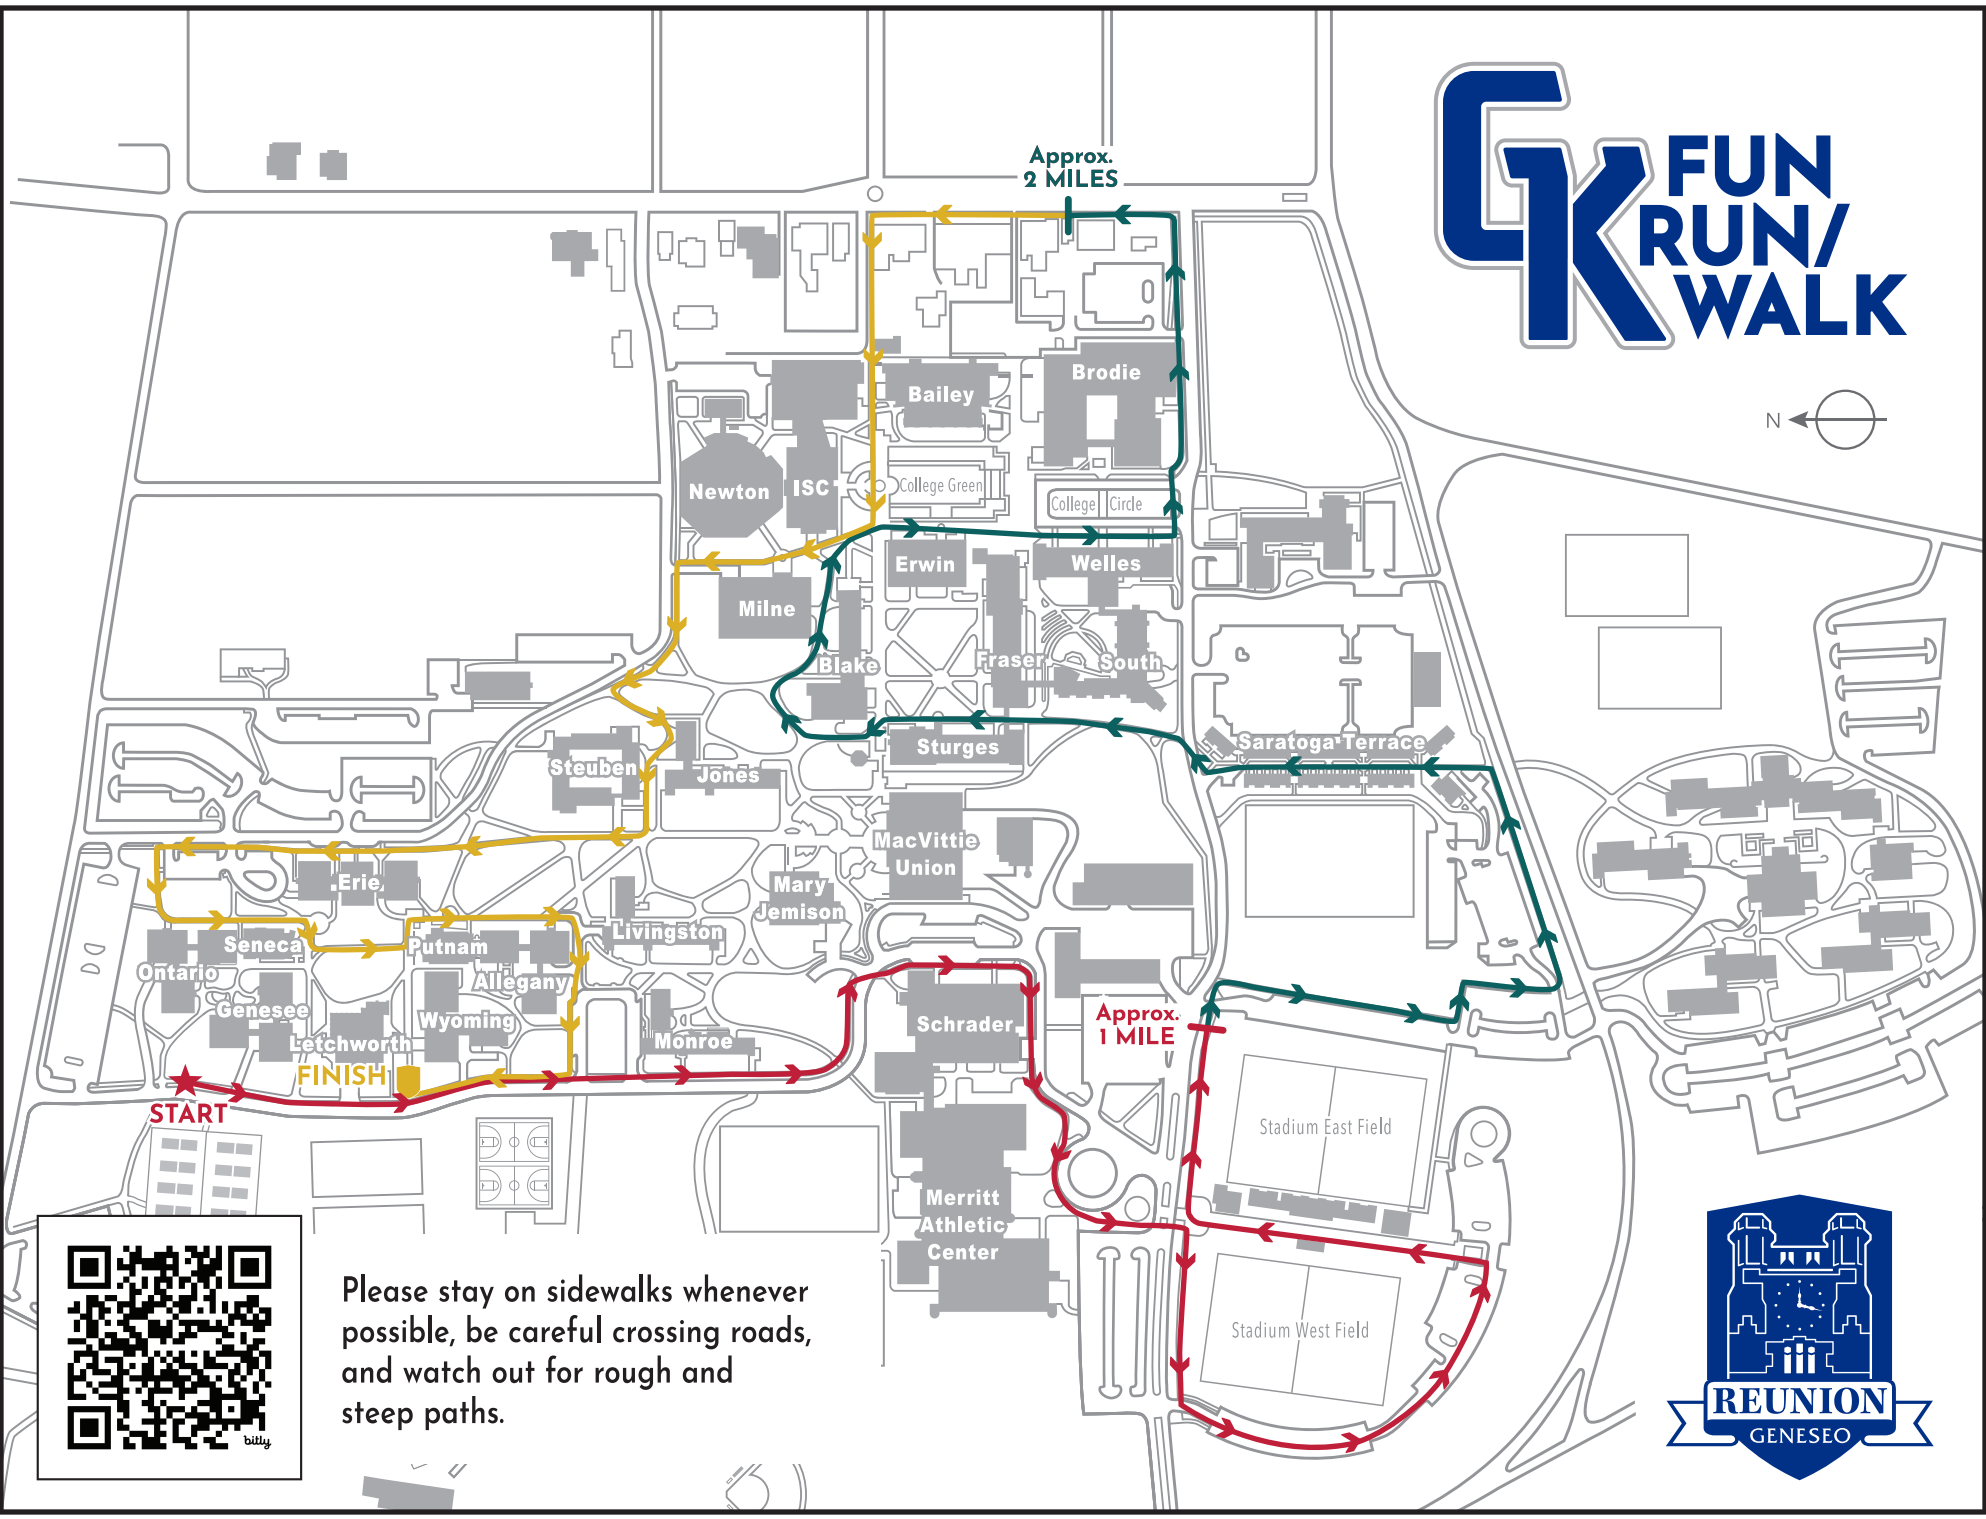 GK FUN
RUN/
WALK
Approx.
2 MILES
N
Bailey
Brodie
Newton
ISC
College Green
College Circle
Erwin
Welles
Milne
Blake
Fraser
South
Sturges
Saratoga Terrace
Steuben
Jones
MacVittie
Union
Erie
Mary
Jemison
Livingston
Seneca
Putnam
Ontario
Allegany
Genesee
Wyoming
Letchworth
Monroe
Schrader
Approx.
1 MILE
FINISH
START
Stadium East Field
Merritt
Athletic
Center
Stadium West Field
Please stay on sidewalks whenever
possible, be careful crossing roads,
and watch out for rough and
steep paths.
bitly
REUNION
GENESEO